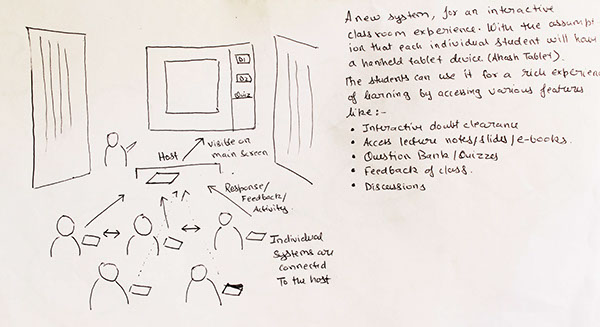 A new system, for an interactive
classroom experience. With the assumpt-
ion that each individual student will have
a handheld tablet device (Akash Tablet).
The students can use it for a rich experience
of learning by accessing various features
like:-
• Interactive doubt clearance
• Access lecture notes/slides/e-books.
• Question Bank/Quizzes
• Feedback of class.
• Discussions
D1
D2
Quiz
Visible on
main screen
Host
Response/
Feedback/
Activity
Individual
systems are
connected
To the host